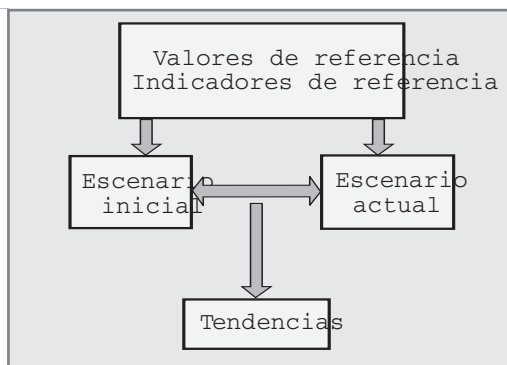 Valores de referencia
Indicadores de referencia
Escenario
inicial
Escenario
actual
Tendencias